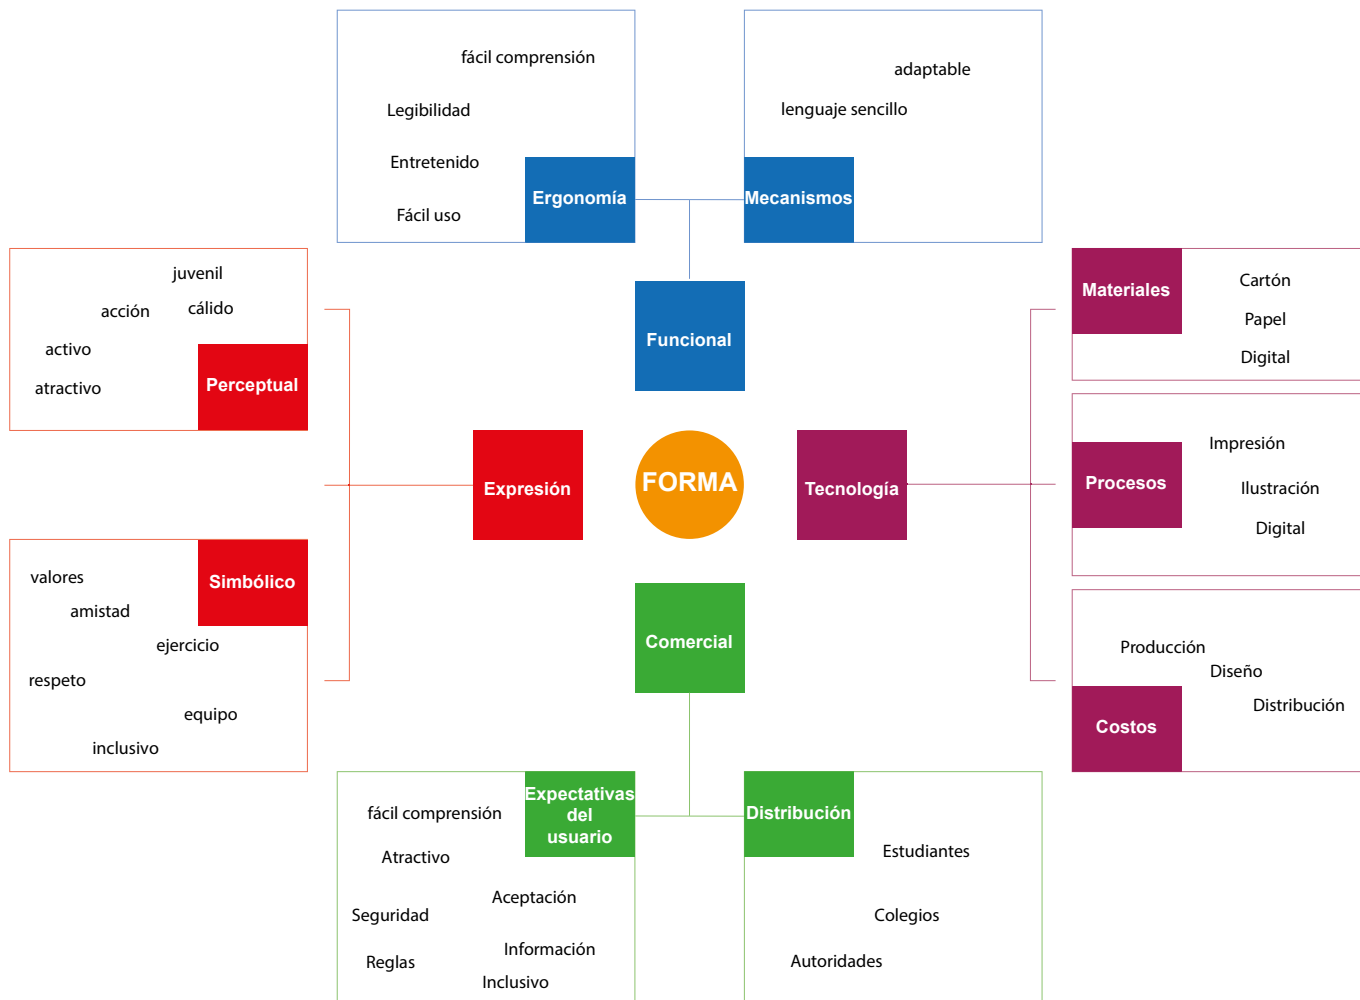 fácil comprensión
Legibilidad
Entretenido
Fácil uso
Ergonomía
adaptable
lenguaje sencillo
Mecanismos
Funcional
juvenil
acción
cálido
activo
atractivo
Perceptual
Expresión
Simbólico
valores
amistad
ejercicio
respeto
equipo
inclusivo
FORMA
Tecnología
Materiales
Cartón
Papel
Digital
Procesos
Impresión
Ilustración
Digital
Producción
Diseño
Distribución
Costos
Comercial
Expectativas
del
usuario
fácil comprensión
Atractivo
Aceptación
Seguridad
Información
Reglas
Inclusivo
Distribución
Estudiantes
Colegios
Autoridades